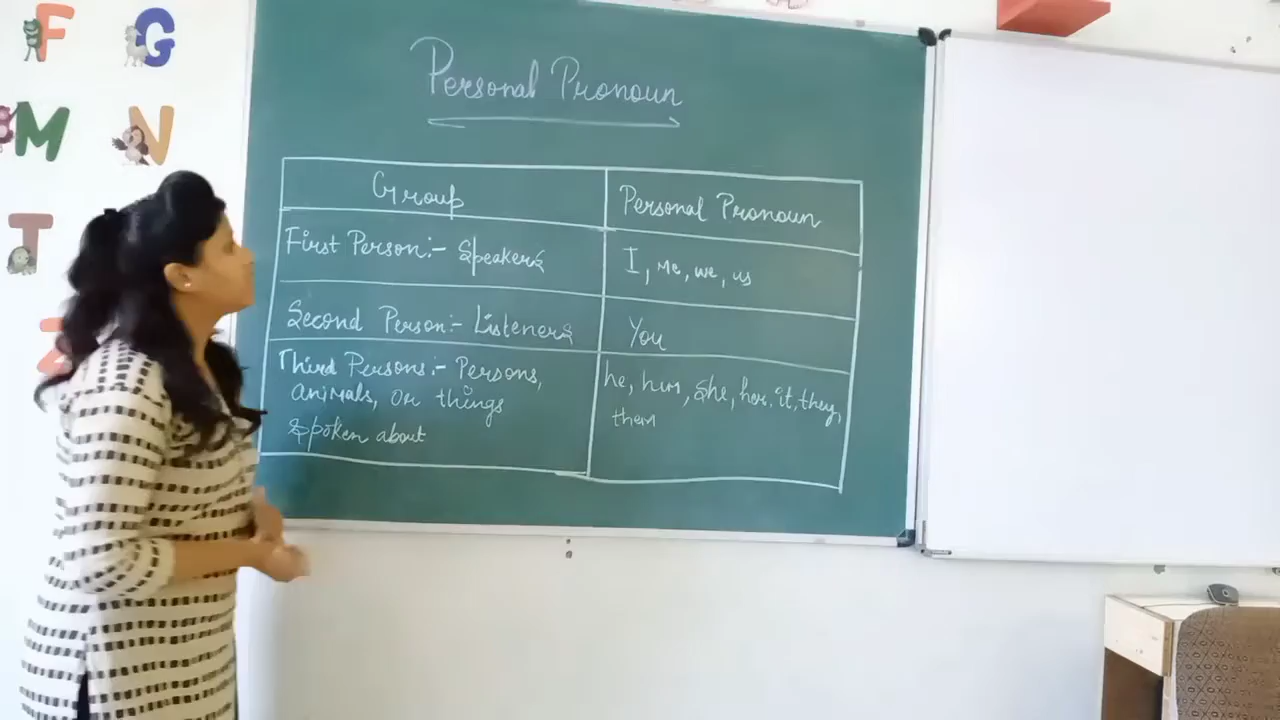 F G
M N
T
Z
Personal Pronoun
Group
Personal Pronoun
First Person:- Speakers
I, me, we, us
Second Person:- Listeners
You
Third Persons:- Persons,
animals, or things
spoken about
he, him, She, her, it, they,
them